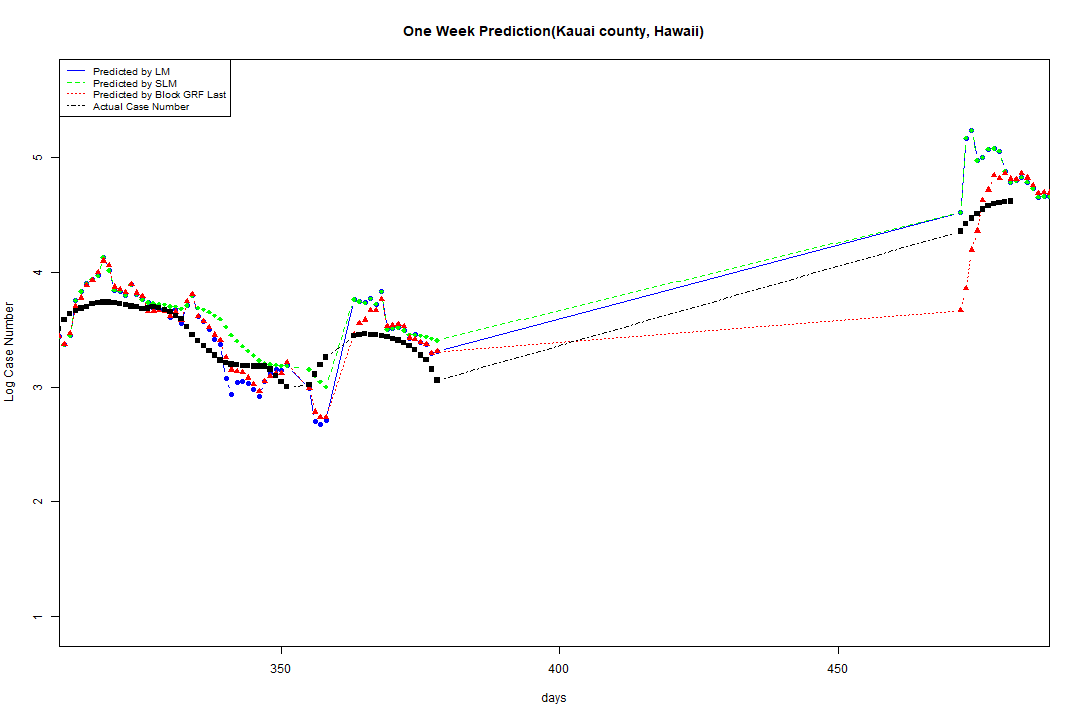 One Week Prediction(Kauai county, Hawaii)
Predicted by LM
Predicted by SLM
Predicted by Block GRF Last
Actual Case Number
5
4
3
2
1
Log Case Number
350
400
450
days